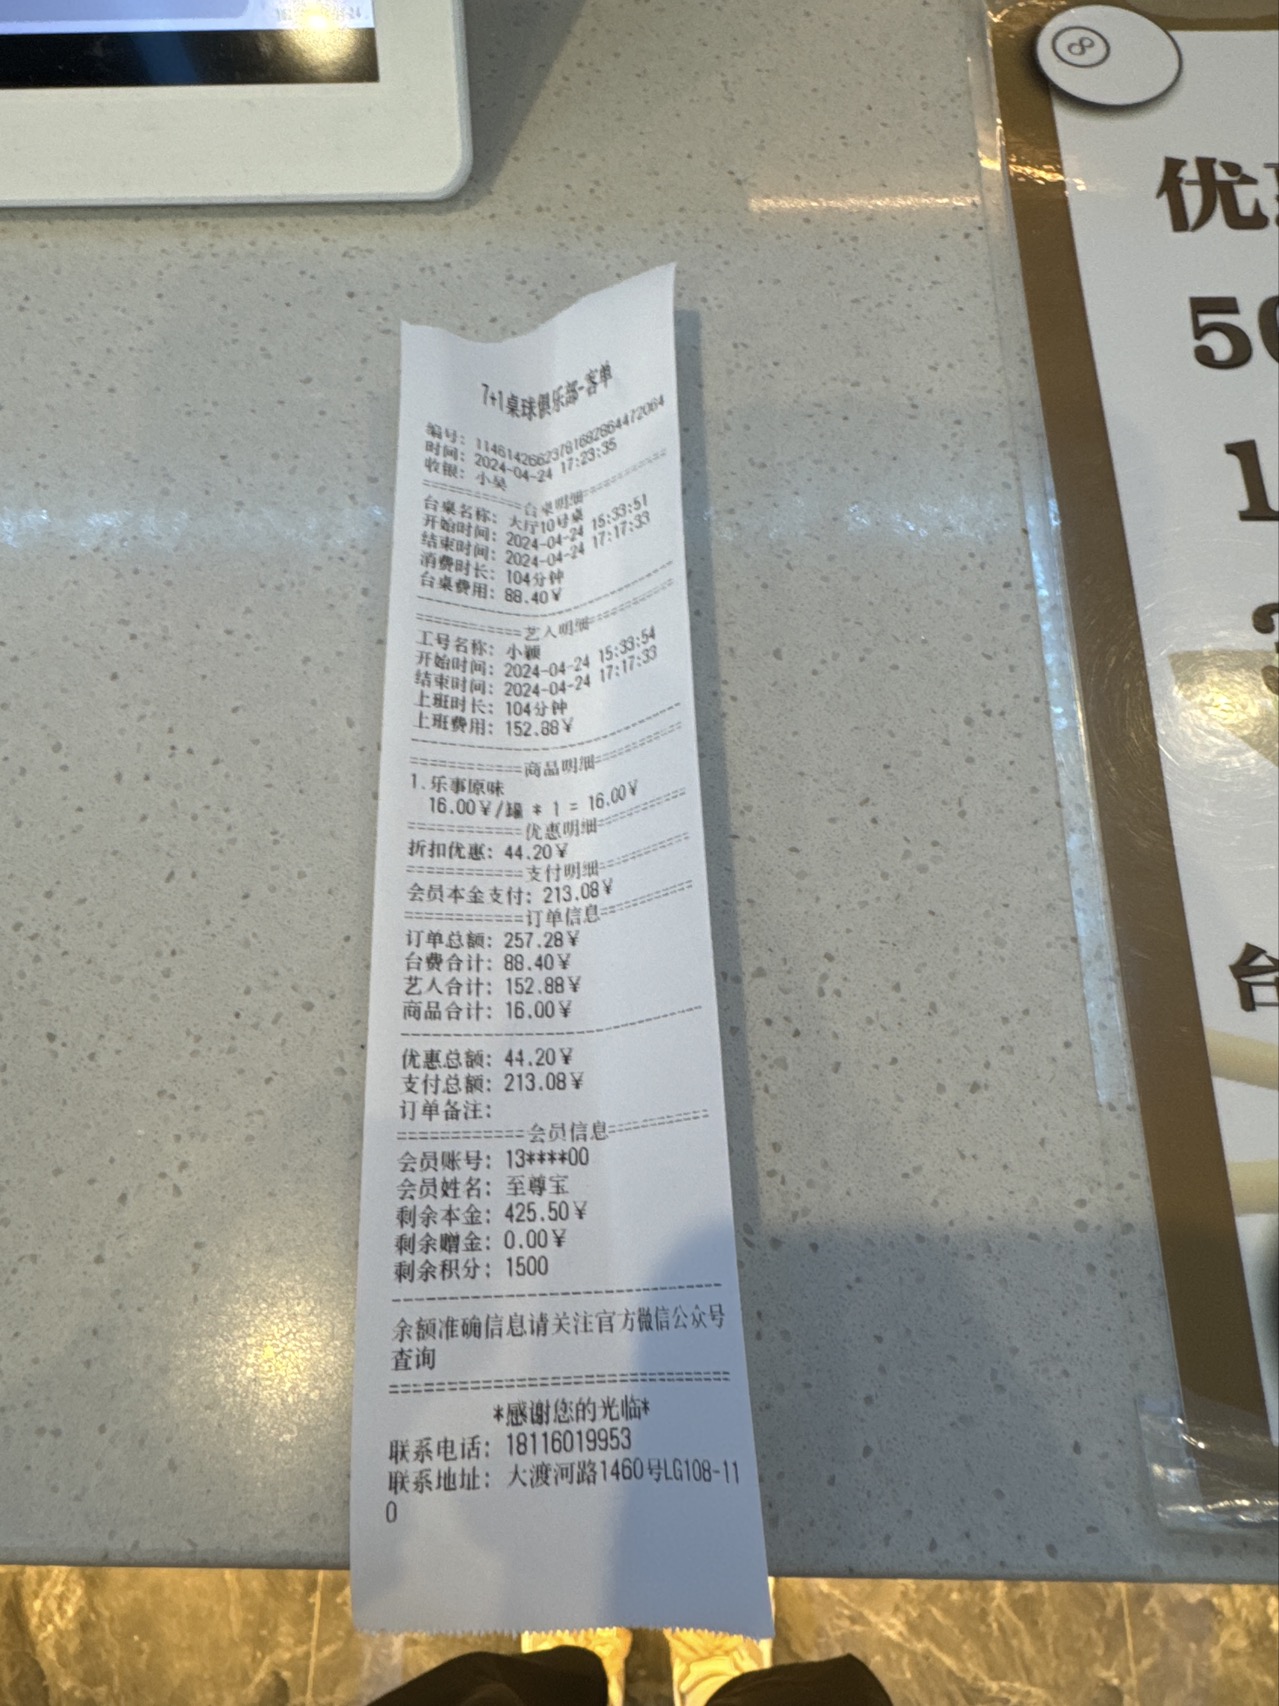 7+1桌球俱乐部-客单
编号: 1146142662378168286447​2064
时间: 2024-04-24 17:23:35
收银: 小吴
============台桌明细============
台桌名称: 大厅10号桌
开始时间: 2024-04-24 15:33:51
结束时间: 2024-04-24 17:17:33
消费时长: 104分钟
台桌费用: 88.40¥
============艺人明细============
工号名称: 小颖
开始时间: 2024-04-24 15:33:54
结束时间: 2024-04-24 17:17:33
上班时长: 104分钟
上班费用: 152.88¥
============商品明细============
1.乐事原味
16.00¥/罐 * 1 = 16.00¥
============优惠明细============
折扣优惠: 44.20¥
============支付明细============
会员本金支付: 213.08¥
============订单信息============
订单总额: 257.28¥
台费合计: 88.40¥
艺人合计: 152.88¥
商品合计: 16.00¥
优惠总额: 44.20¥
支付总额: 213.08¥
订单备注:
============会员信息============
会员账号: 13****00
会员姓名: 至尊宝
剩余本金: 425.50¥
剩余赠金: 0.00¥
剩余积分: 1500
余额准确信息请关注官方微信公众号
查询
*感谢您的光临*
联系电话: 18116019953
联系地址: 大渡河路1460号LG108-11
0
8
优
5
1
台